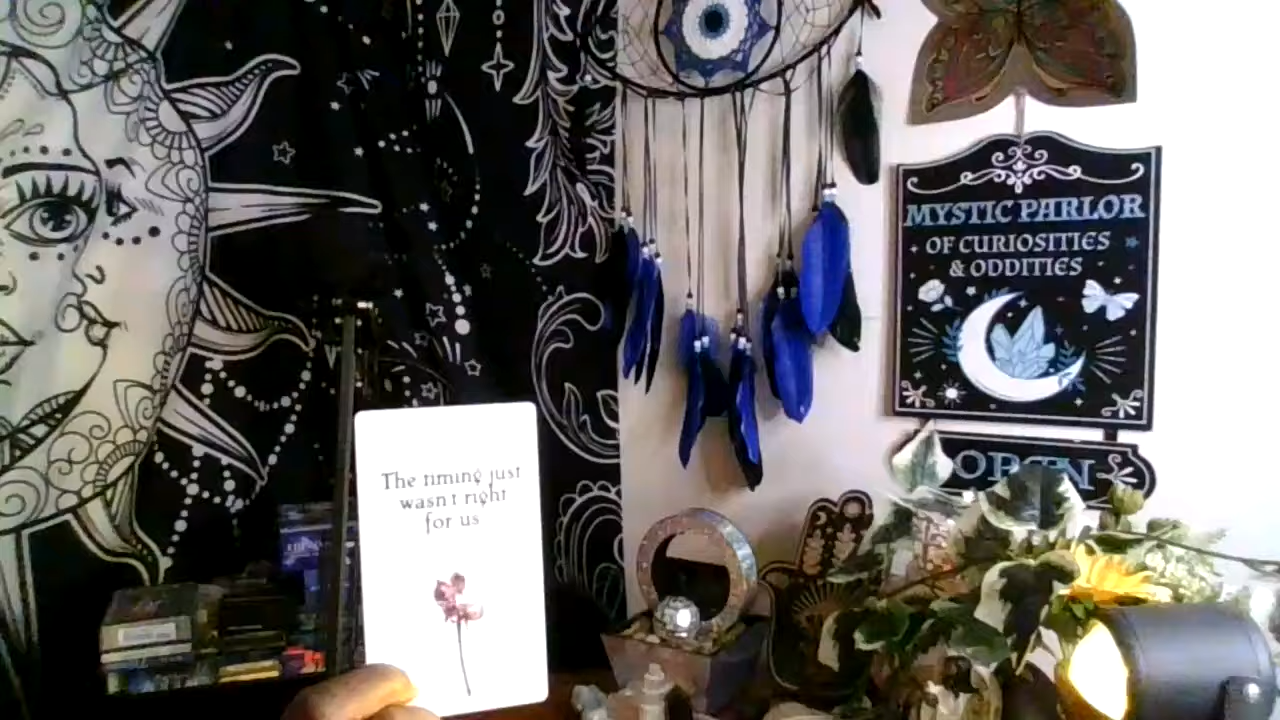 MYSTIC PARLOR
OF CURIOSITIES
& ODDITIES
OPEN
The timing just
wasn't right
for us